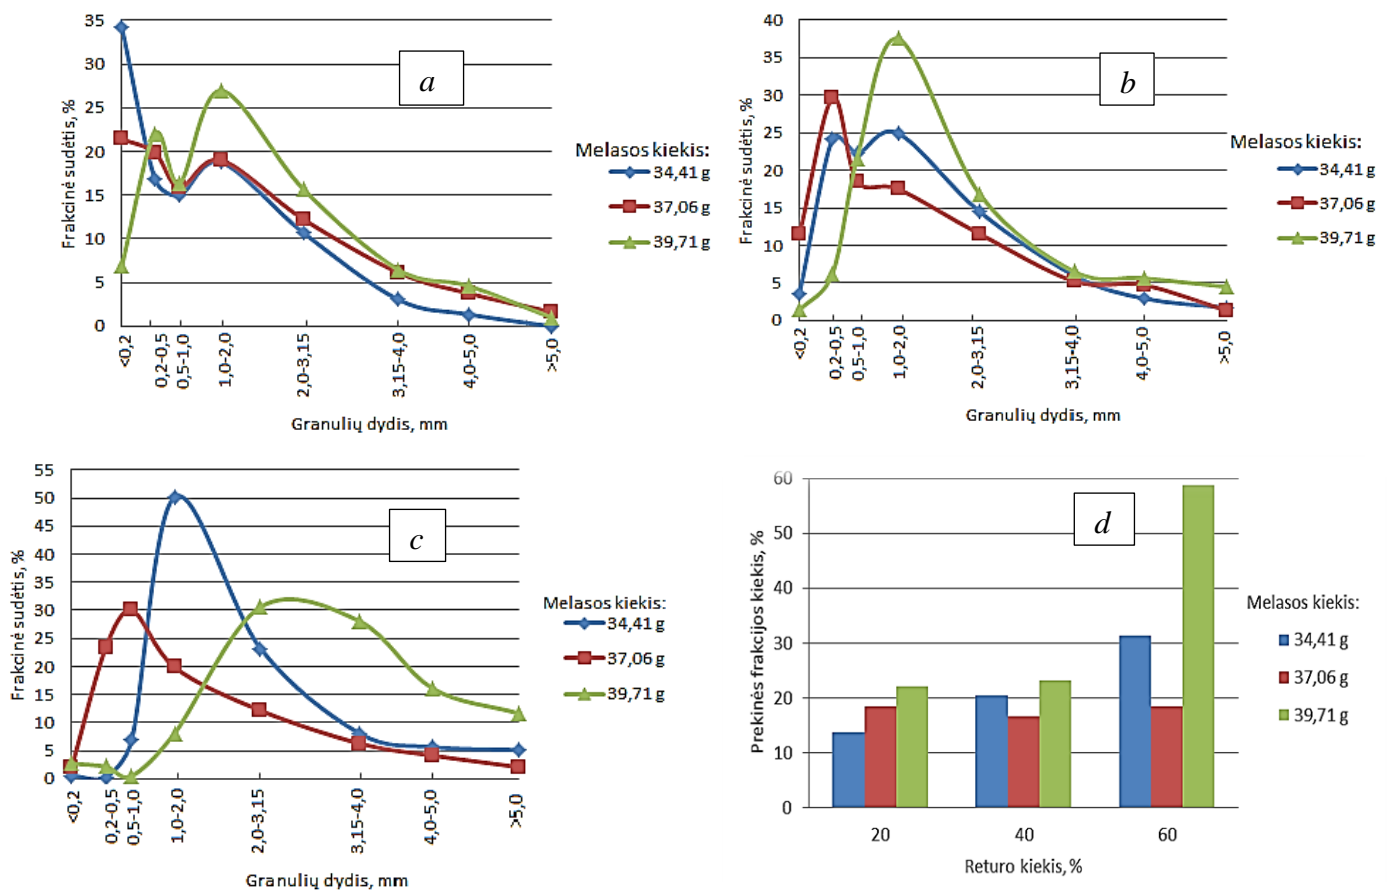 35
30
25
20
15
10
5
0
Frakcinė sudėtis, %
a
Melasos kiekis:
34,41 g
37,06 g
39,71 g
<0,2
0,2-0,5
0,5-1,0
1,0-2,0
2,0-3,15
3,15-4,0
4,0-5,0
>5,0
Granulių dydis, mm
40
35
30
25
20
15
10
5
0
Frakcinė sudėtis, %
b
Melasos kiekis:
34,41 g
37,06 g
39,71 g
<0,2
0,2-0,5
0,5-1,0
1,0-2,0
2,0-3,15
3,15-4,0
4,0-5,0
>5,0
Granulių dydis, mm
55
50
45
40
35
30
25
20
15
10
5
0
Frakcinė sudėtis, %
c
Melasos kiekis:
34,41 g
37,06 g
39,71 g
<0,2
0,2-0,5
0,5-1,0
1,0-2,0
2,0-3,15
3,15-4,0
4,0-5,0
>5,0
Granulių dydis, mm
60
50
40
30
20
10
0
Prekinės frakcijos kiekis, %
d
Melasos kiekis:
34,41 g
37,06 g
39,71 g
20
40
60
Returo kiekis, %